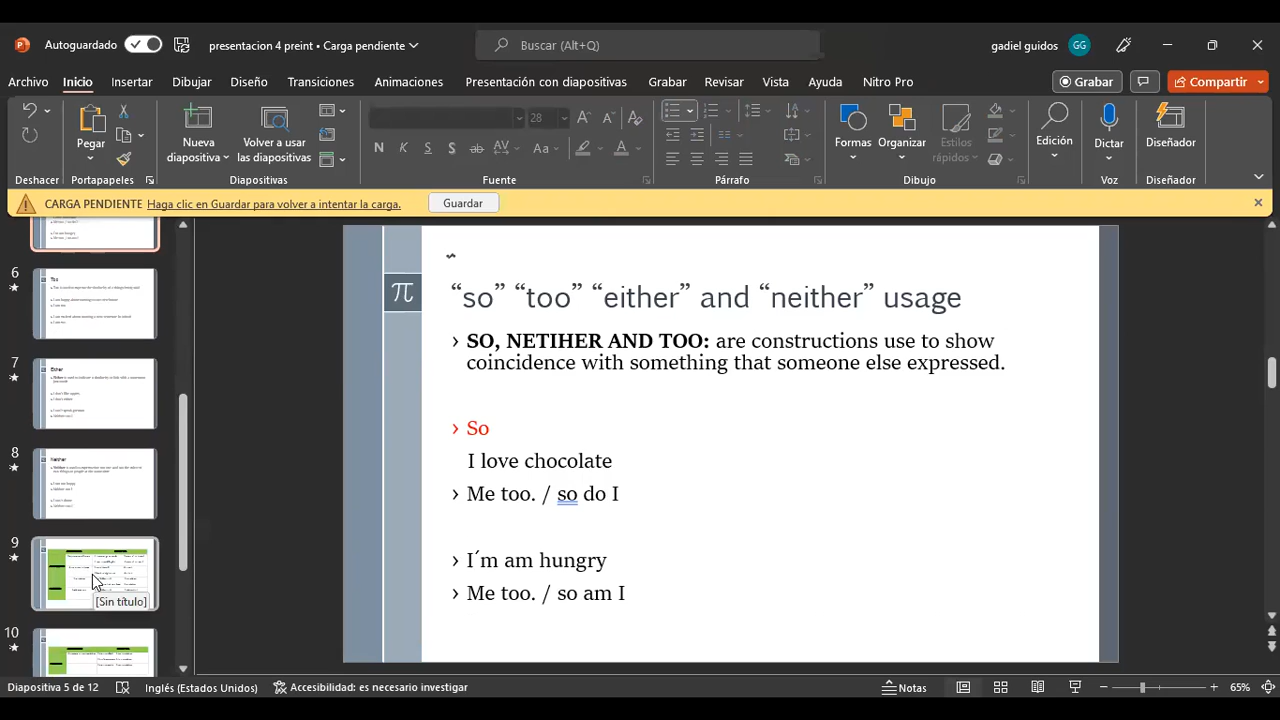 Autoguardado
presentacion 4 preint • Carga pendiente
Buscar (Alt+Q)
gadiel guidos
GG
Archivo Inicio Insertar Dibujar Diseño Transiciones Animaciones Presentación con diapositivas Grabar Revisar Vista Ayuda Nitro Pro
Grabar
Compartir
Pegar
Nueva diapositiva
Volver a usar las diapositivas
28
Formas
Organizar
Estilos rápidos
Edición
Dictar
Diseñador
Deshacer Portapapeles Diapositivas Fuente Párrafo Dibujo Voz Diseñador
CARGA PENDIENTE Haga clic en Guardar para volver a intentar la carga. Guardar
6
Too
7
Either
8
Neither
9
[Sin título]
10
π
“so” “too” “either” and “neither” usage
SO, NETIHER AND TOO: are constructions use to show
coincidence with something that someone else expressed.
So
I love chocolate
Me too. / so do I
I´m so hungry
Me too. / so am I
Diapositiva 5 de 12 Inglés (Estados Unidos) Accesibilidad: es necesario investigar Notas 65%